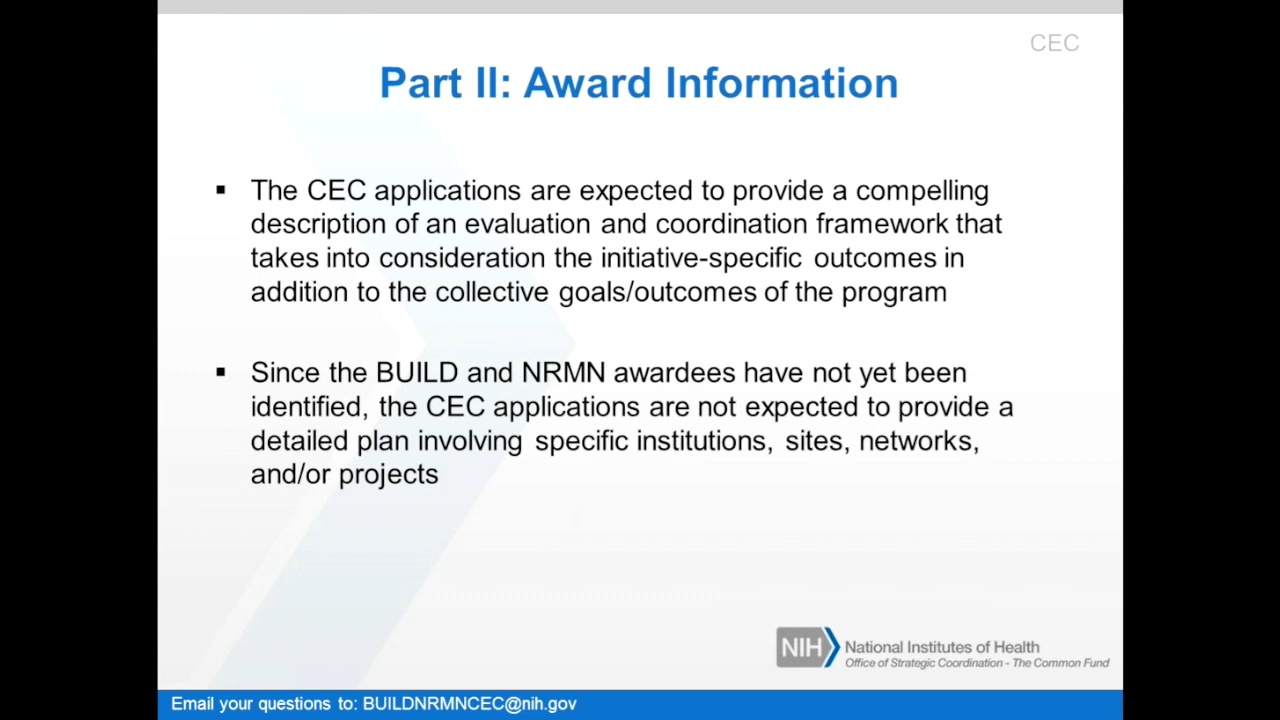 CEC
Part II: Award Information
▪ The CEC applications are expected to provide a compelling
description of an evaluation and coordination framework that
takes into consideration the initiative-specific outcomes in
addition to the collective goals/outcomes of the program
▪ Since the BUILD and NRMN awardees have not yet been
identified, the CEC applications are not expected to provide a
detailed plan involving specific institutions, sites, networks,
and/or projects
NIH National Institutes of Health
Office of Strategic Coordination - The Common Fund
Email your questions to: BUILDNRMNCEC@nih.gov